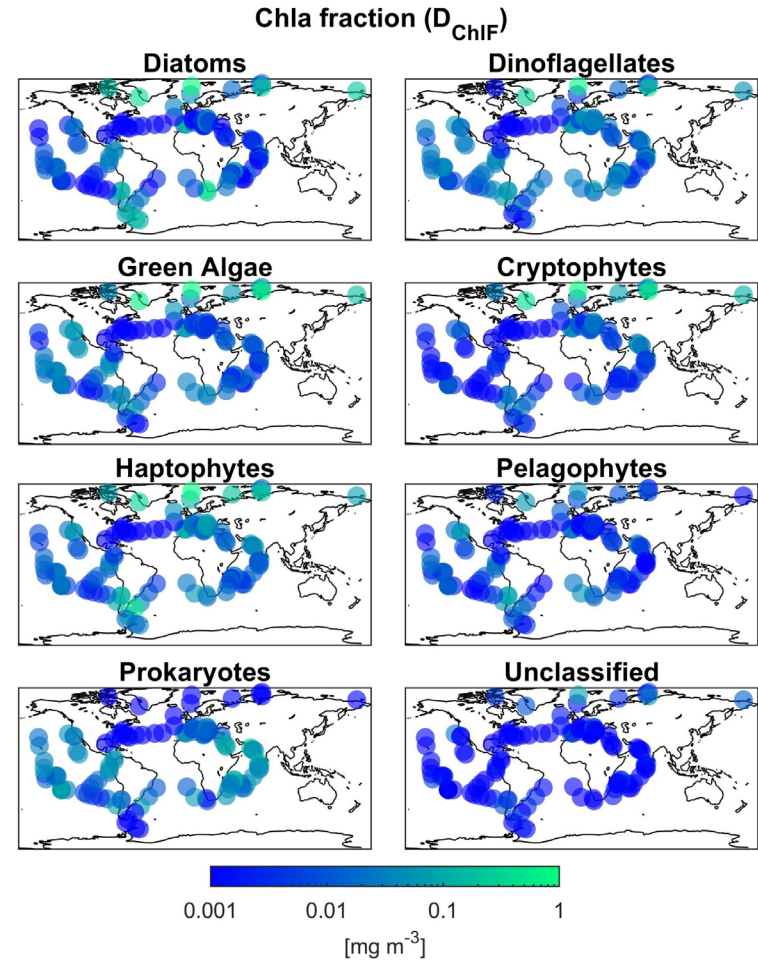 Chla fraction (D_ChlF)
Diatoms
Dinoflagellates
Green Algae
Cryptophytes
Haptophytes
Pelagophytes
Prokaryotes
Unclassified
0.001
0.01
0.1
1
[mg m⁻³]